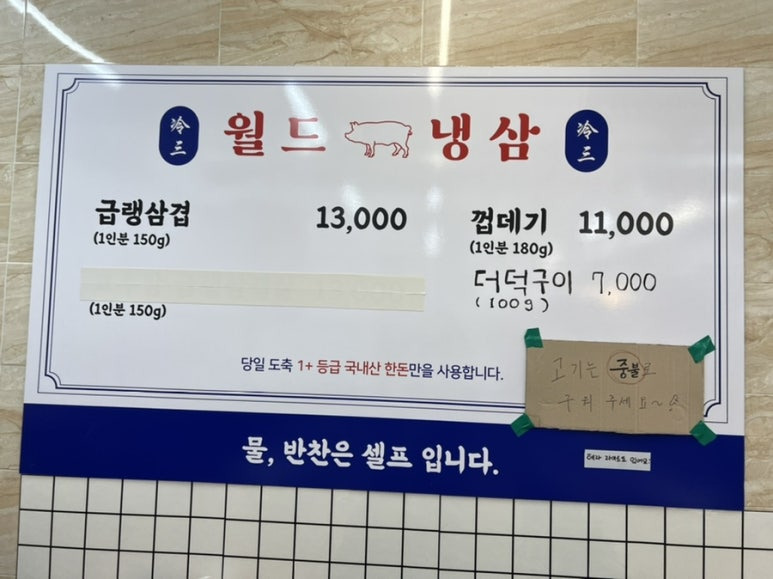 冷三 월드 냉삼 冷三
급랭삼겹 13,000
(1인분 150g)
껍데기 11,000
(1인분 180g)
더덕구이 7,000
(100g)
(1인분 150g)
당일 도축 1+ 등급 국내산 한돈만을 사용합니다.
고기는 중불로
구워 주세요~
물, 반찬은 셀프 입니다.